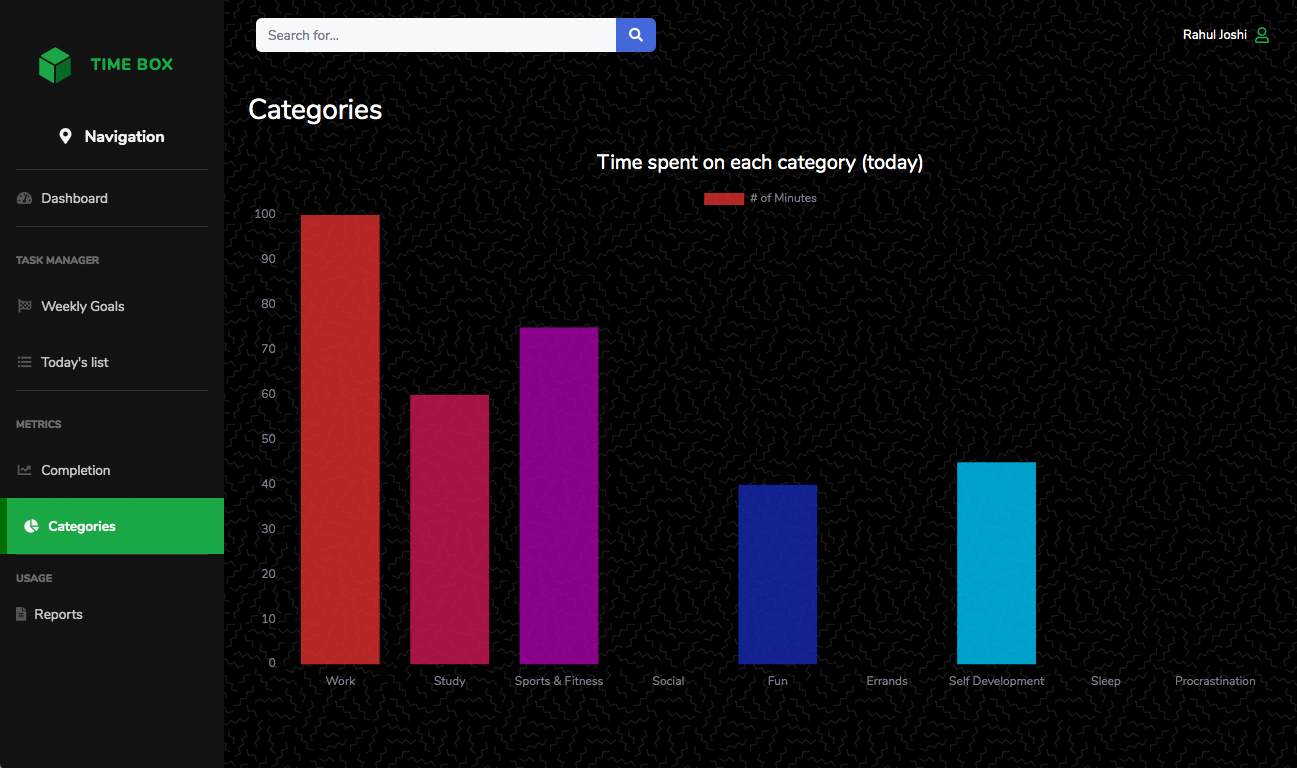 TIME BOX
Navigation
Dashboard
TASK MANAGER
Weekly Goals
Today's list
METRICS
Completion
Categories
USAGE
Reports
Search for...
Rahul Joshi
Categories
Time spent on each category (today)
# of Minutes
100
90
80
70
60
50
40
30
20
10
0
Work Study Sports & Fitness Social Fun Errands Self Development Sleep Procrastination